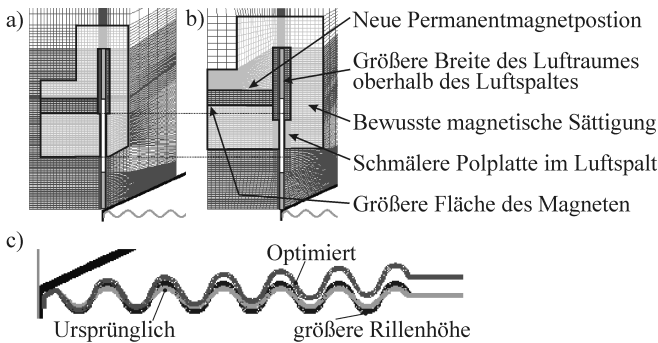 a)
b)
Neue Permanentmagnetpostion
Größere Breite des Luftraumes
oberhalb des Luftspaltes
Bewusste magnetische Sättigung
Schmälere Polplatte im Luftspalt
Größere Fläche des Magneten
c)
Optimiert
Ursprünglich
größere Rillenhöhe